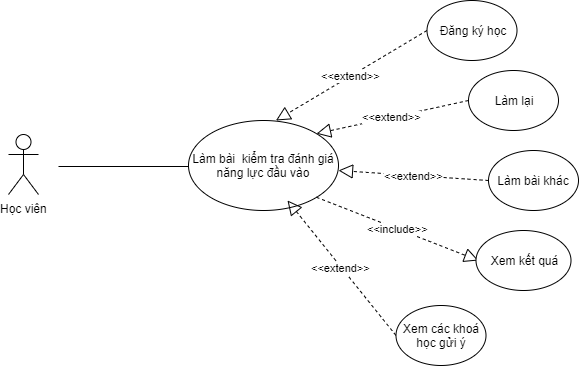 Đăng ký học
<<extend>>
Làm lại
<<extend>>
Làm bài kiểm tra đánh giá
năng lực đầu vào
Làm bài khác
<<extend>>
Học viên
<<include>>
Xem kết quá
<<extend>>
Xem các khoá
học gửi ý